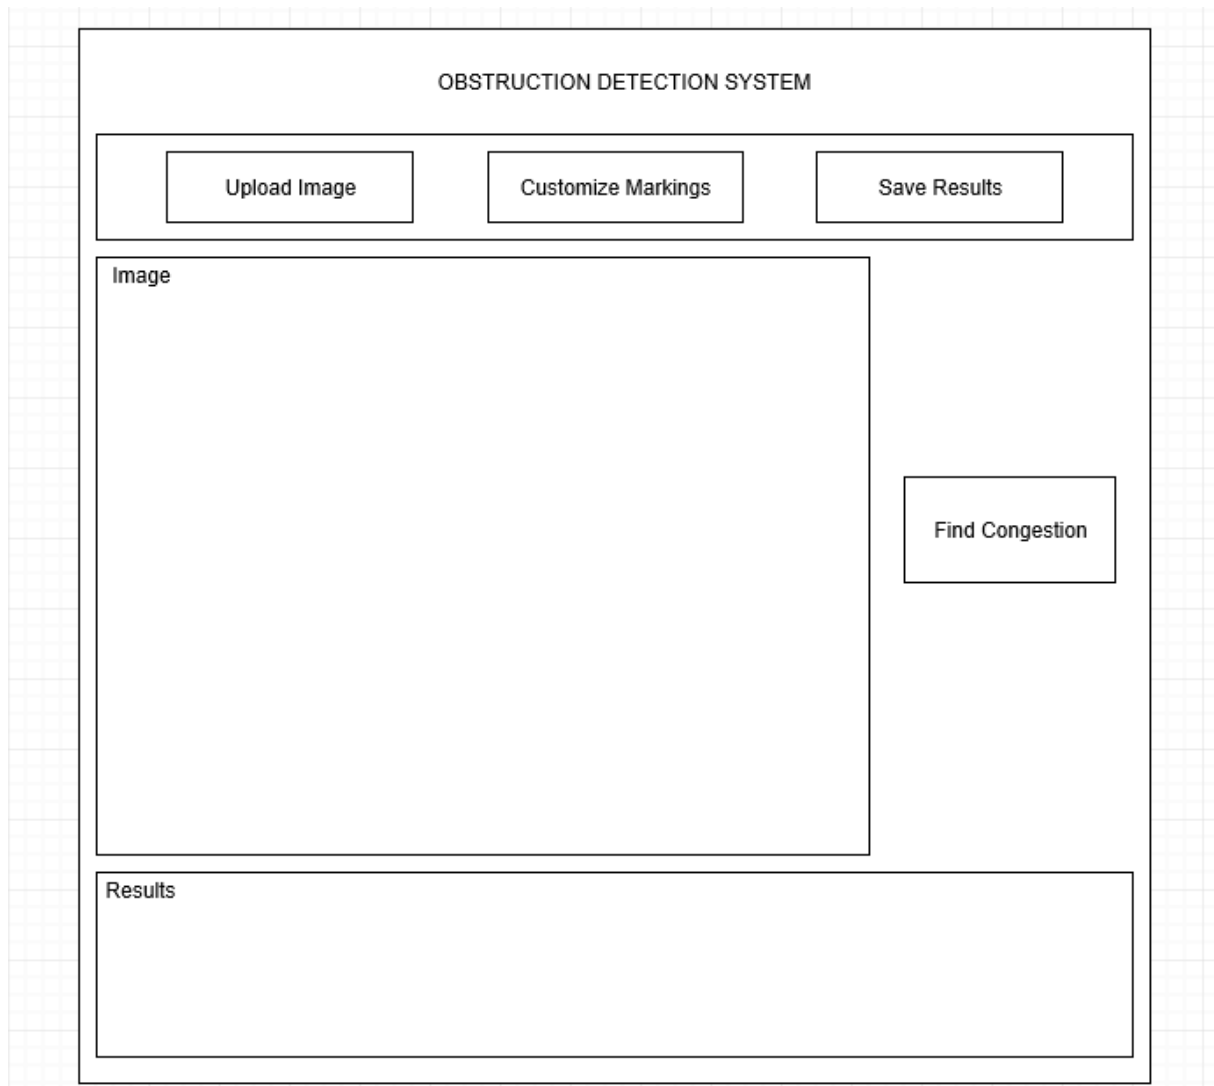 OBSTRUCTION DETECTION SYSTEM
Upload Image
Customize Markings
Save Results
Image
Find Congestion
Results